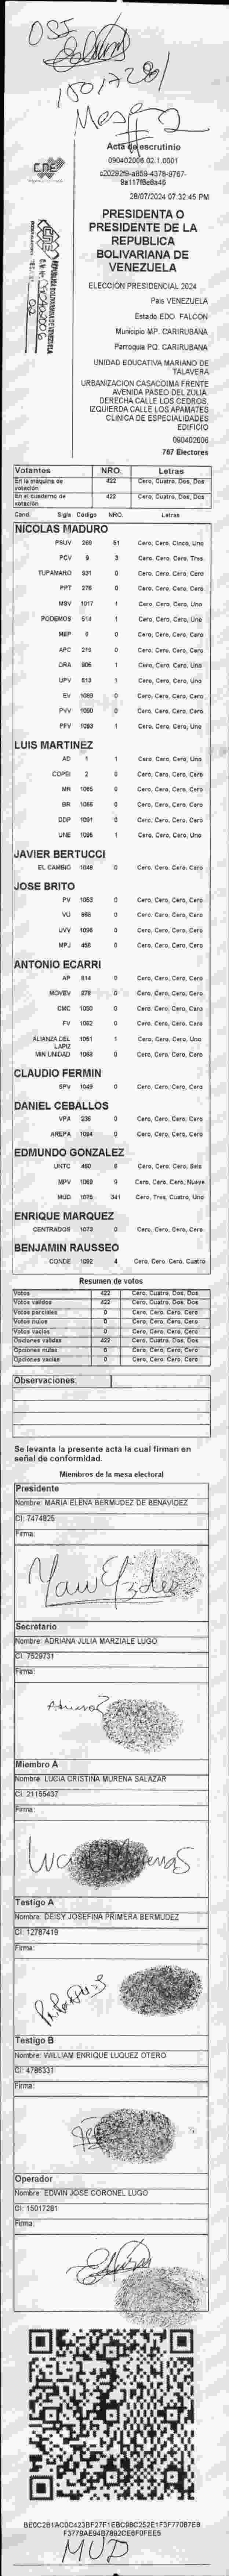 OSI
15017281
Mesa 2
CNE
Acta de escrutinio
090402006.02.1.0001
28/07/2024 07:32:45 PM
PRESIDENTA O
PRESIDENTE DE LA
REPUBLICA
BOLIVARIANA DE
VENEZUELA
ELECCIÓN PRESIDENCIAL 2024
País VENEZUELA
Estado EDO. FALCON
Municipio MP. CARIRUBANA
Parroquia PQ. CARIRUBANA
UNIDAD EDUCATIVA MARIANO DE
TALAVERA
URBANIZACION CASACOIMA FRENTE
AVENIDA PASEO DEL ZULIA.
DERECHA CALLE LOS CEDROS.
IZQUIERDA CALLE LOS APAMATES
CLINICA DE ESPECIALIDADES
EDIFICIO
090402006
767 Electores
Votantes NRO. Letras
En la máquina de votación 422 Cero, Cuatro, Dos, Dos
En el cuaderno de votación 422 Cero, Cuatro, Dos, Dos
Cand. Sigla Código NRO. Letras
NICOLAS MADURO
PSUV 269 51 Cero, Cero, Cinco, Uno
PCV 9 3 Cero, Cero, Cero, Tres
TUPAMARO 931 0 Cero, Cero, Cero, Cero
PPT 276 0 Cero, Cero, Cero, Cero
MSV 1017 1 Cero, Cero, Cero, Uno
PODEMOS 514 1 Cero, Cero, Cero, Uno
MEP 6 0 Cero, Cero, Cero, Cero
APC 219 0 Cero, Cero, Cero, Cero
ORA 906 1 Cero, Cero, Cero, Uno
UPV 613 1 Cero, Cero, Cero, Uno
EV 1089 0 Cero, Cero, Cero, Cero
PVV 1090 0 Cero, Cero, Cero, Cero
PFV 1093 1 Cero, Cero, Cero, Uno
LUIS MARTINEZ
AD 1 1 Cero, Cero, Cero, Uno
COPEI 2 0 Cero, Cero, Cero, Cero
MR 1065 0 Cero, Cero, Cero, Cero
BR 1066 0 Cero, Cero, Cero, Cero
DDP 1091 0 Cero, Cero, Cero, Cero
UNE 1096 1 Cero, Cero, Cero, Uno
JAVIER BERTUCCI
EL CAMBIO 1048 0 Cero, Cero, Cero, Cero
JOSE BRITO
PV 1053 0 Cero, Cero, Cero, Cero
VU 998 0 Cero, Cero, Cero, Cero
UVV 1096 0 Cero, Cero, Cero, Cero
MPJ 458 0 Cero, Cero, Cero, Cero
ANTONIO ECARRI
AP 614 0 Cero, Cero, Cero, Cero
MOVEV 979 0 Cero, Cero, Cero, Cero
CMC 1050 0 Cero, Cero, Cero, Cero
FV 1082 0 Cero, Cero, Cero, Cero
ALIANZA DEL LAPIZ 1061 1 Cero, Cero, Cero, Uno
MIN UNIDAD 1068 0 Cero, Cero, Cero, Cero
CLAUDIO FERMIN
SPV 1049 0 Cero, Cero, Cero, Cero
DANIEL CEBALLOS
VPA 236 0 Cero, Cero, Cero, Cero
AREPA 1094 0 Cero, Cero, Cero, Cero
EDMUNDO GONZALEZ
UNTC 460 6 Cero, Cero, Cero, Seis
MPV 1069 9 Cero, Cero, Cero, Nueve
MUD 1075 341 Cero, Tres, Cuatro, Uno
ENRIQUE MARQUEZ
CENTRADOS 1073 0 Cero, Cero, Cero, Cero
BENJAMIN RAUSSEO
CONDE 1092 4 Cero, Cero, Cero, Cuatro
Resumen de votos
Votos 422 Cero, Cuatro, Dos, Dos
Votos válidos 422 Cero, Cuatro, Dos, Dos
Votos parciales 0 Cero, Cero, Cero, Cero
Votos nulos 0 Cero, Cero, Cero, Cero
Votos vacíos 0 Cero, Cero, Cero, Cero
Opciones válidas 422 Cero, Cuatro, Dos, Dos
Opciones nulas 0 Cero, Cero, Cero, Cero
Opciones vacías 0 Cero, Cero, Cero, Cero
Observaciones:
Se levanta la presente acta la cual firman en
señal de conformidad.
Miembros de la mesa electoral
Presidente
Nombre: MARIA ELENA BERMUDEZ DE BENAVIDEZ
CI: 7474825
Firma:
Secretario
Nombre: ADRIANA JULIA MARZIALE LUGO
CI: 7529731
Firma:
Adriana
Miembro A
Nombre: LUCIA CRISTINA MURENA SALAZAR
CI: 21155437
Firma:
Testigo A
Nombre: DEISY JOSEFINA PRIMERA BERMUDEZ
CI: 12787419
Firma:
Testigo B
Nombre: WILLIAM ENRIQUE LUQUEZ OTERO
CI: 4786331
Firma:
Operador
Nombre: EDWIN JOSE CORONEL LUGO
CI: 15017281
Firma:
MUD